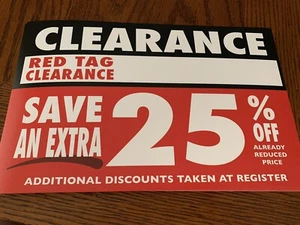 CLEARANCE
RED TAG
CLEARANCE
SAVE
AN EXTRA
25%
OFF
ALREADY
REDUCED
PRICE
ADDITIONAL DISCOUNTS TAKEN AT REGISTER